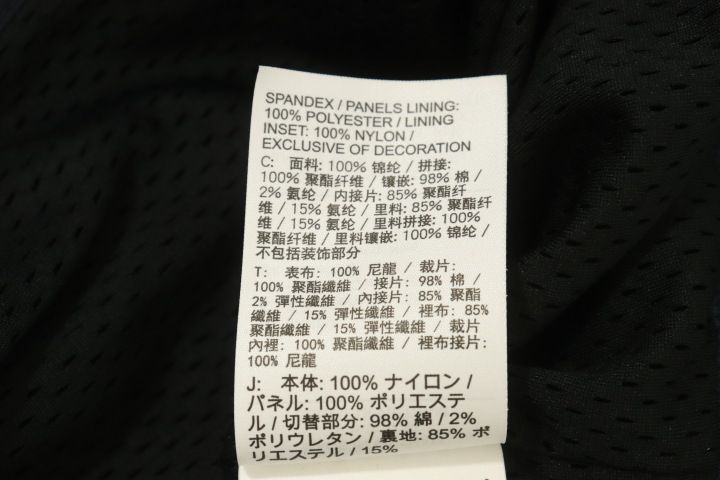 SPANDEX / PANELS LINING:
100% POLYESTER / LINING
INSET: 100% NYLON /
EXCLUSIVE OF DECORATION
C: 面料: 100% 锦纶 / 拼接:
100% 聚酯纤维 / 镶嵌: 98% 棉 /
2% 氨纶 / 内接片: 85% 聚酯纤
维 / 15% 氨纶 / 里料: 85% 聚酯纤
维 / 15% 氨纶 / 里料拼接: 100%
聚酯纤维 / 里料镶嵌: 100% 锦纶 /
不包括装饰部分
T: 表布: 100% 尼龍 / 裁片:
100% 聚酯纖維 / 接片: 98% 棉 /
2% 彈性纖維 / 內接片: 85% 聚酯
纖維 / 15% 彈性纖維 / 裡布: 85%
聚酯纖維 / 15% 彈性纖維 / 裁片
內裡: 100% 聚酯纖維 / 裡布接片:
100% 尼龍
J: 本体: 100% ナイロン /
パネル: 100% ポリエステ
ル / 切替部分: 98% 綿 / 2%
ポリウレタン / 裏地: 85% ポ
リエステル / 15%